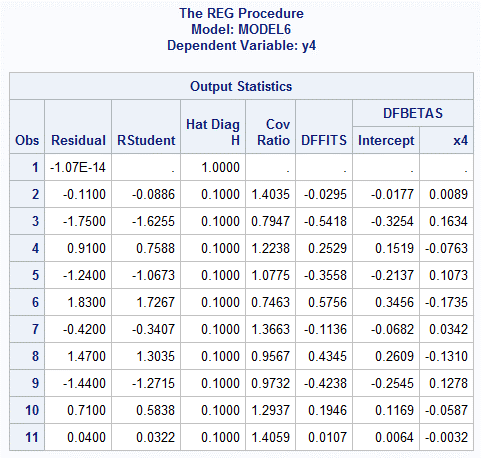 The REG Procedure
Model: MODEL6
Dependent Variable: y4
Output Statistics
Obs Residual RStudent Hat Diag H Cov Ratio DFFITS DFBETAS Intercept x4
1 -1.07E-14 . 1.0000 . . . .
2 -0.1100 -0.0886 0.1000 1.4035 -0.0295 -0.0177 0.0089
3 -1.7500 -1.6255 0.1000 0.7947 -0.5418 -0.3254 0.1634
4 0.9100 0.7588 0.1000 1.2238 0.2529 0.1519 -0.0763
5 -1.2400 -1.0673 0.1000 1.0775 -0.3558 -0.2137 0.1073
6 1.8300 1.7267 0.1000 0.7463 0.5756 0.3456 -0.1735
7 -0.4200 -0.3407 0.1000 1.3663 -0.1136 -0.0682 0.0342
8 1.4700 1.3035 0.1000 0.9567 0.4345 0.2609 -0.1310
9 -1.4400 -1.2715 0.1000 0.9732 -0.4238 -0.2545 0.1278
10 0.7100 0.5838 0.1000 1.2937 0.1946 0.1169 -0.0587
11 0.0400 0.0322 0.1000 1.4059 0.0107 0.0064 -0.0032